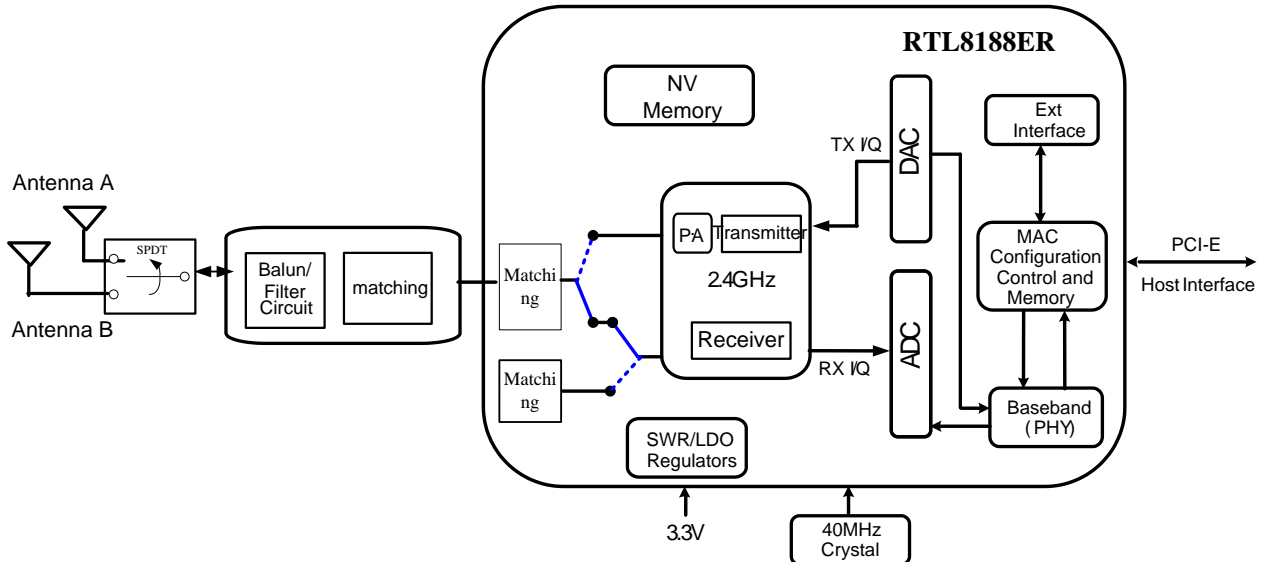 RTL8188ER
NV
Memory
Ext
Interface
TX I/Q
DAC
Antenna A
SPDT
Balun/
Filter
Circuit
matching
Matchi
ng
PA
Transmitter
2.4GHz
Receiver
MAC
Configuration
Control and
Memory
PCI-E
Host Interface
Antenna B
RX I/Q
ADC
Matchi
ng
Baseband
(PHY)
SWR/LDO
Regulators
3.3V
40MHz
Crystal